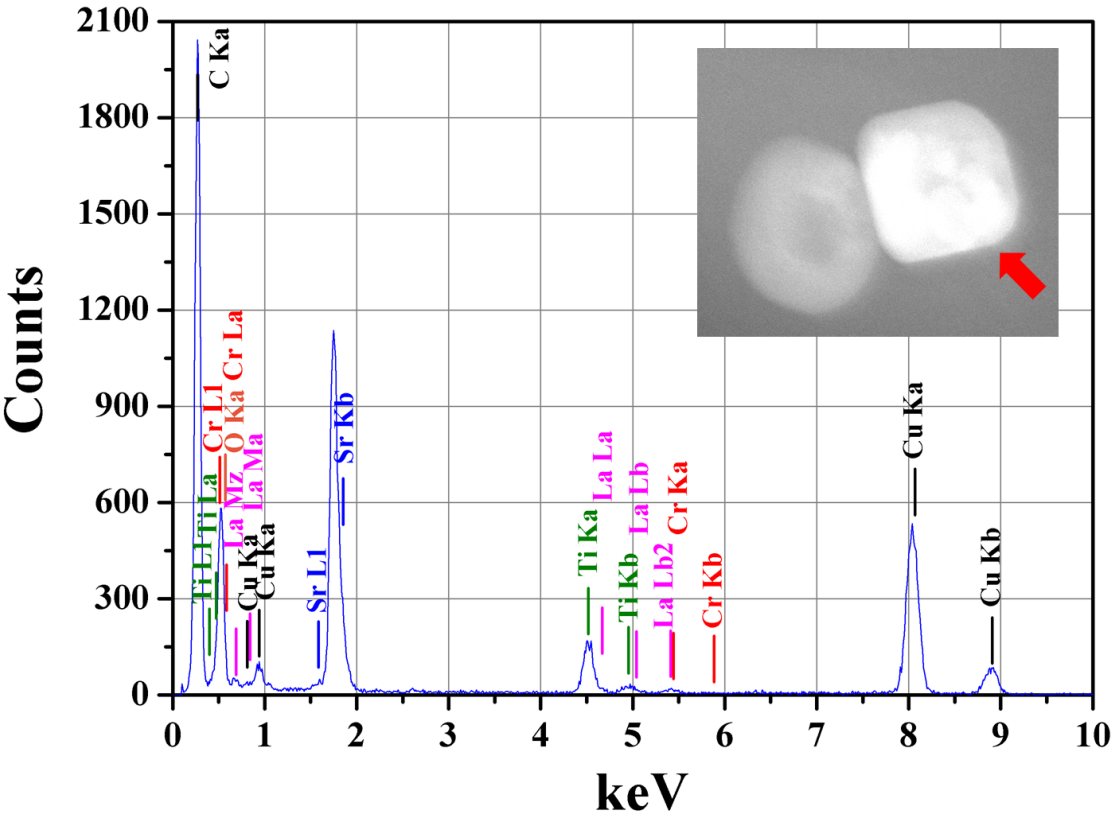 Counts
2100
1800
1500
1200
900
600
300
0
C Ka
Ti L1
Ti La
Cr L1
O Ka
Cr La
La Mz
La Ma
Cu Ka
Cu Ka
Sr L1
Sr Kb
Ti Ka
La La
Ti Kb
La Lb
La Lb2
Cr Ka
Cr Kb
Cu Ka
Cu Kb
0 1 2 3 4 5 6 7 8 9 10
keV